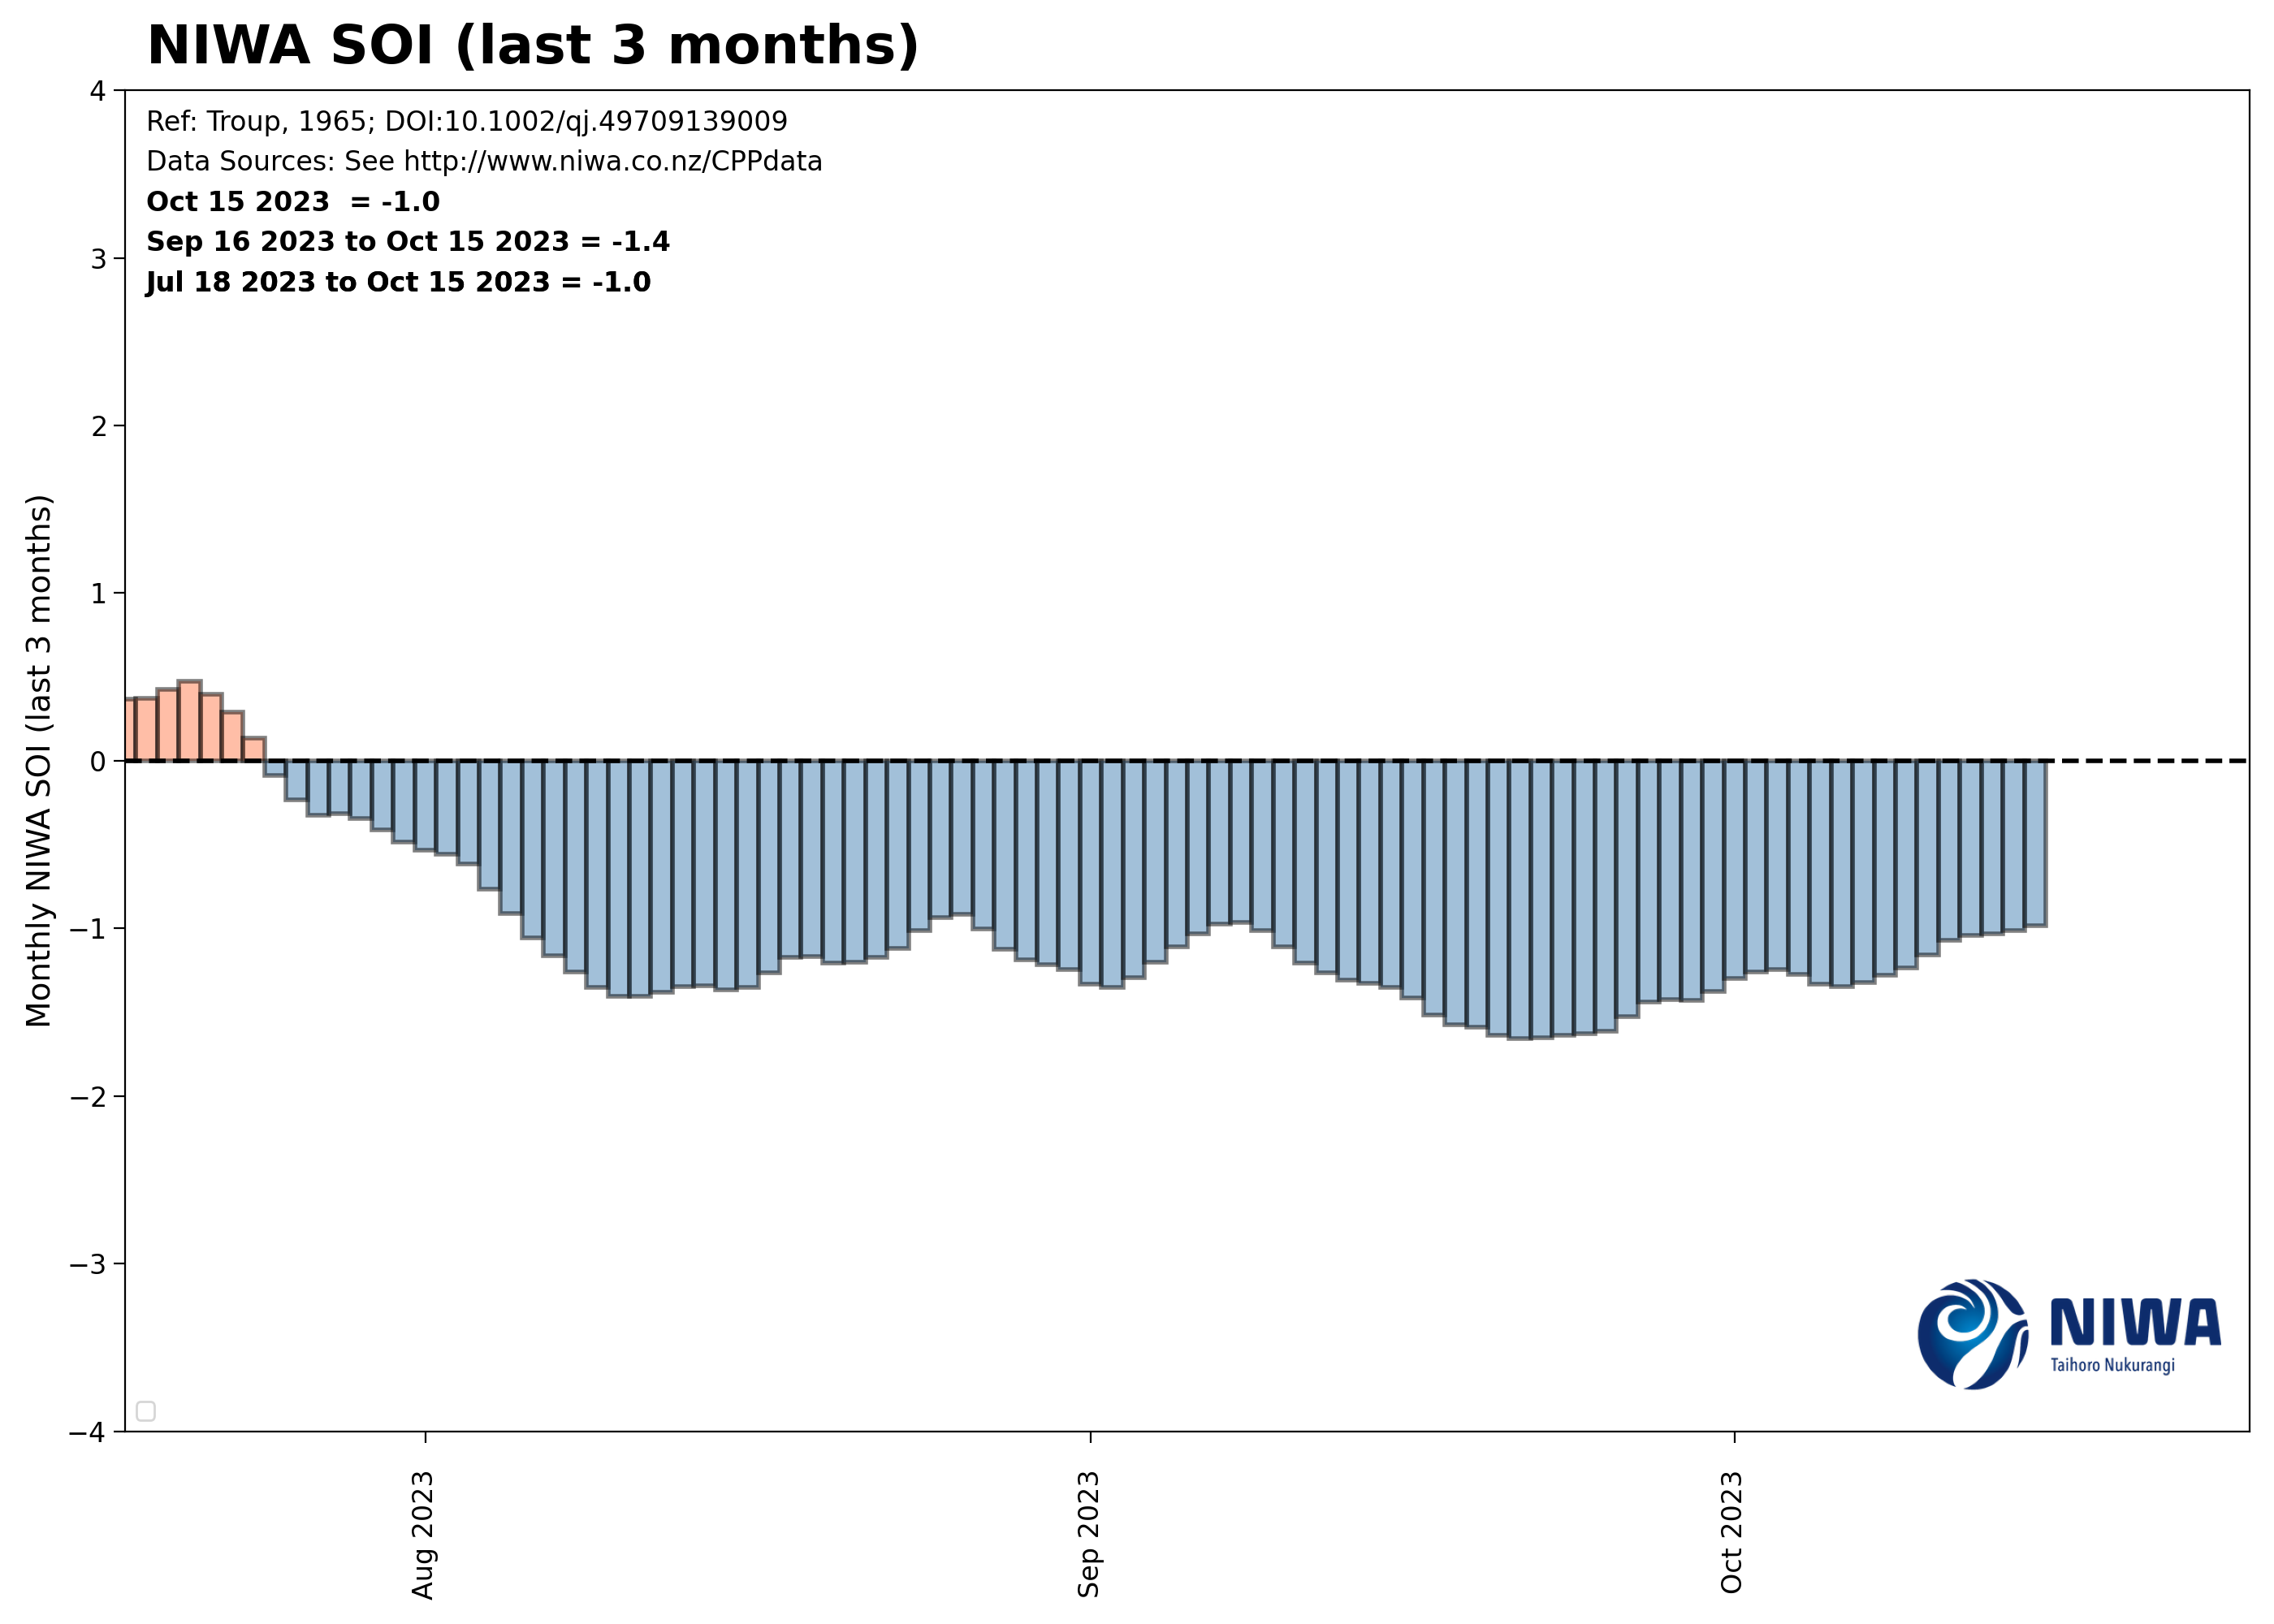 NIWA SOI (last 3 months)
Ref: Troup, 1965; DOI:10.1002/qj.49709139009
Data Sources: See http://www.niwa.co.nz/CPPdata
Oct 15 2023  = -1.0
Sep 16 2023 to Oct 15 2023 = -1.4
Jul 18 2023 to Oct 15 2023 = -1.0
Monthly NIWA SOI (last 3 months)
4
3
2
1
0
−1
−2
−3
−4
NIWA
Taihoro Nukurangi
Aug 2023
Sep 2023
Oct 2023